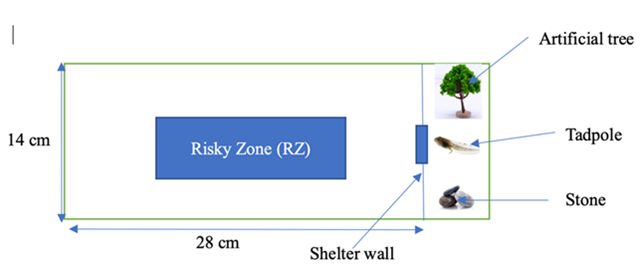 Artificial tree
14 cm
Risky Zone (RZ)
Tadpole
Stone
28 cm
Shelter wall